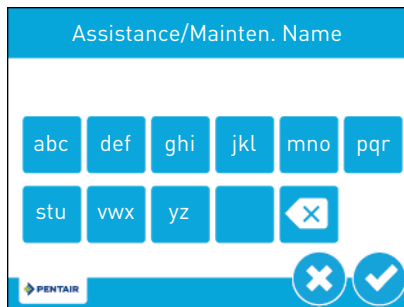 Assistance/Mainten. Name
abc def ghi jkl mno pqr
stu vwx yz
PENTAIR